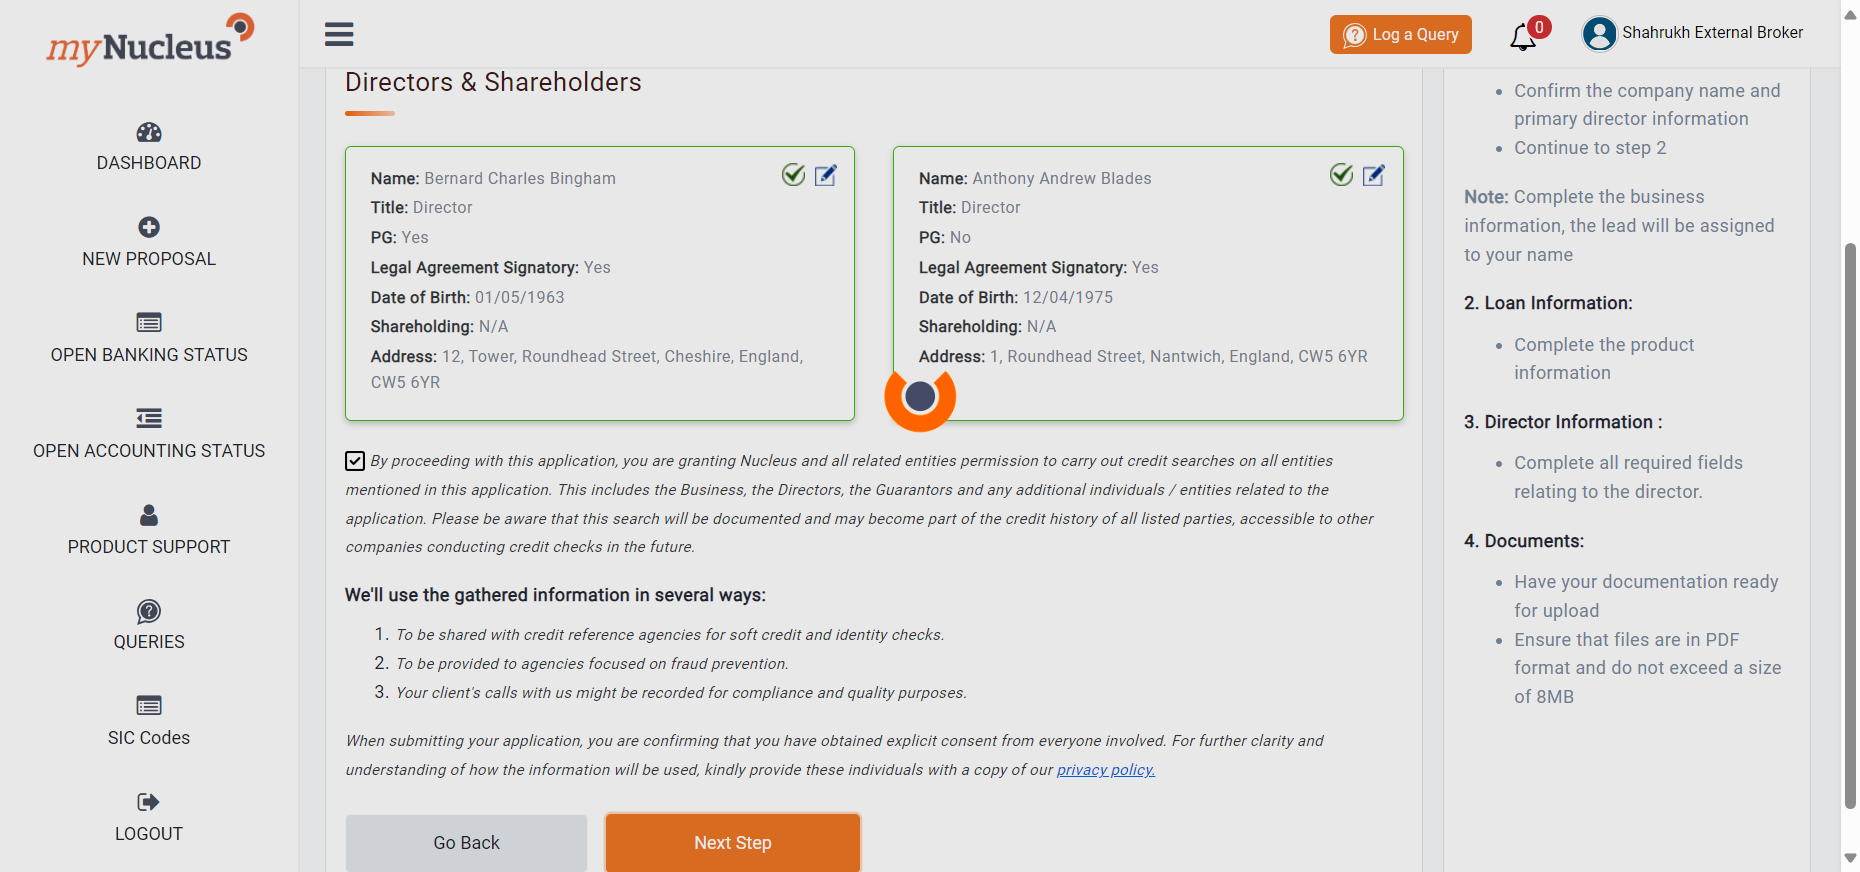 myNucleus
Log a Query
0
Shahrukh External Broker
DASHBOARD
NEW PROPOSAL
OPEN BANKING STATUS
OPEN ACCOUNTING STATUS
PRODUCT SUPPORT
QUERIES
SIC Codes
LOGOUT
Directors & Shareholders
Name: Bernard Charles Bingham
Title: Director
PG: Yes
Legal Agreement Signatory: Yes
Date of Birth: 01/05/1963
Shareholding: N/A
Address: 12, Tower, Roundhead Street, Cheshire, England,
CW5 6YR
Name: Anthony Andrew Blades
Title: Director
PG: No
Legal Agreement Signatory: Yes
Date of Birth: 12/04/1975
Shareholding: N/A
Address: 1, Roundhead Street, Nantwich, England, CW5 6YR
By proceeding with this application, you are granting Nucleus and all related entities permission to carry out credit searches on all entities
mentioned in this application. This includes the Business, the Directors, the Guarantors and any additional individuals / entities related to the
application. Please be aware that this search will be documented and may become part of the credit history of all listed parties, accessible to other
companies conducting credit checks in the future.
We'll use the gathered information in several ways:
1. To be shared with credit reference agencies for soft credit and identity checks.
2. To be provided to agencies focused on fraud prevention.
3. Your client's calls with us might be recorded for compliance and quality purposes.
When submitting your application, you are confirming that you have obtained explicit consent from everyone involved. For further clarity and
understanding of how the information will be used, kindly provide these individuals with a copy of our privacy policy.
Go Back
Next Step
• Confirm the company name and
primary director information
• Continue to step 2
Note: Complete the business
information, the lead will be assigned
to your name
2. Loan Information:
• Complete the product
information
3. Director Information :
• Complete all required fields
relating to the director.
4. Documents:
• Have your documentation ready
for upload
• Ensure that files are in PDF
format and do not exceed a size
of 8MB